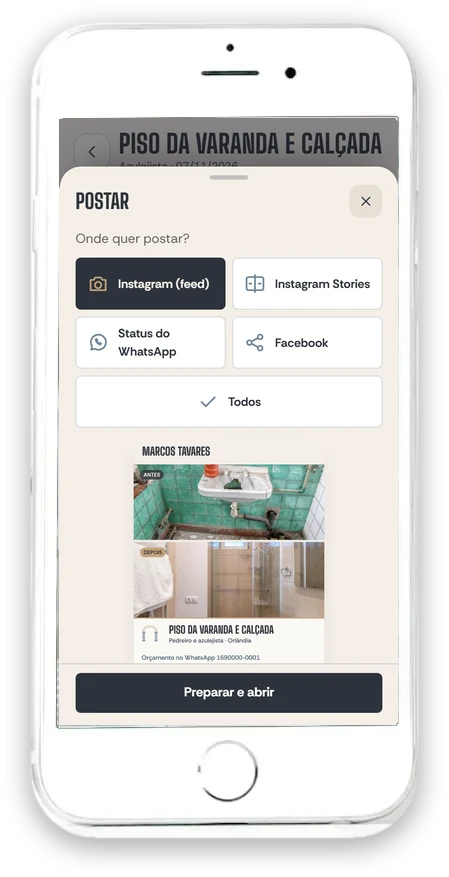 PISO DA VARANDA E CALÇADA
Azulejista · 07/11/2026
POSTAR
Onde quer postar?
Instagram (feed)
Instagram Stories
Status do
WhatsApp
Facebook
Todos
MARCOS TAVARES
ANTES
DEPOIS
PISO DA VARANDA E CALÇADA
Pedreiro e azulejista · Orlândia
Orçamento no WhatsApp 1690000-0001
Preparar e abrir